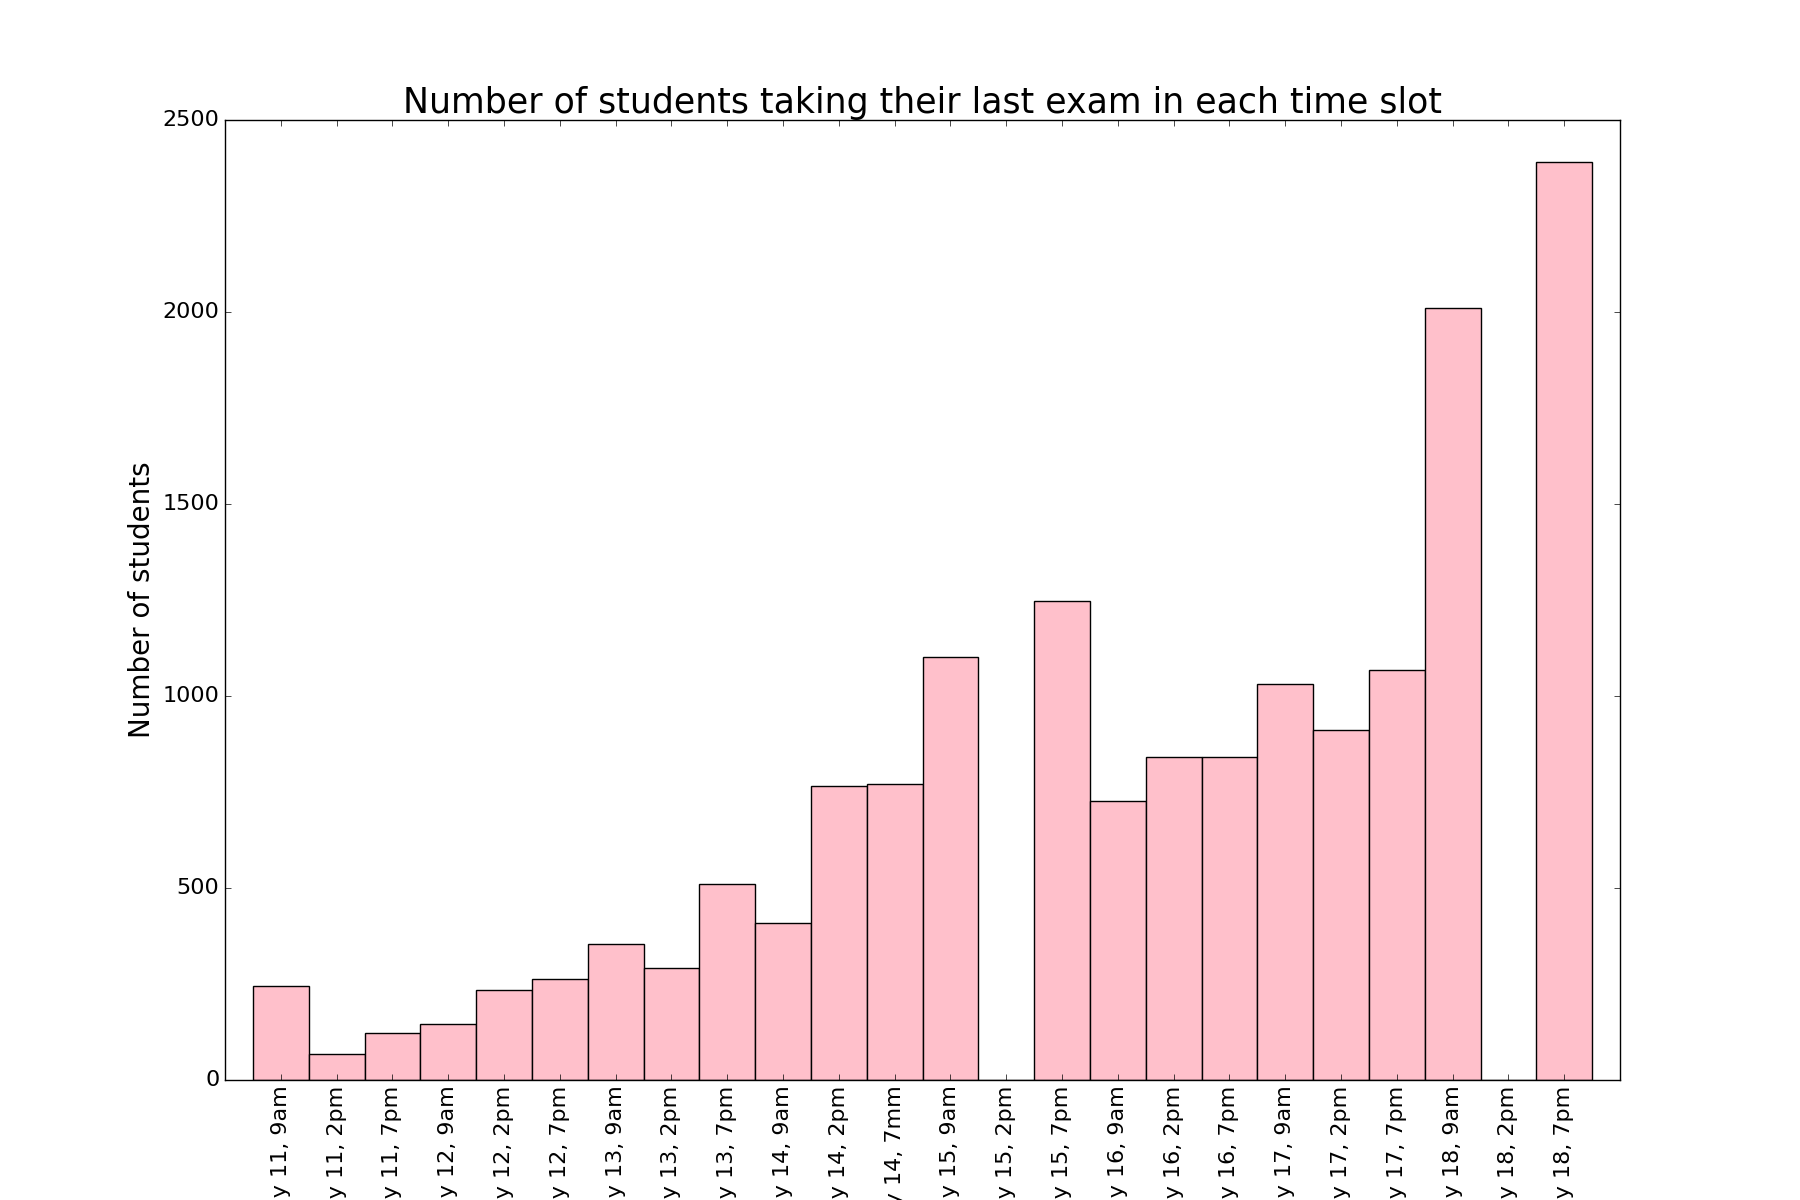 Number of students taking their last exam in each time slot
Number of students
2500
2000
1500
1000
500
0
y 11, 9am
y 11, 2pm
y 11, 7pm
y 12, 9am
y 12, 2pm
y 12, 7pm
y 13, 9am
y 13, 2pm
y 13, 7pm
y 14, 9am
y 14, 2pm
y 14, 7mm
y 15, 9am
y 15, 2pm
y 15, 7pm
y 16, 9am
y 16, 2pm
y 16, 7pm
y 17, 9am
y 17, 2pm
y 17, 7pm
y 18, 9am
y 18, 2pm
y 18, 7pm